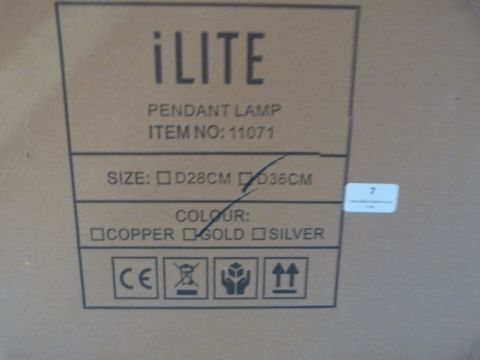 iLITE
PENDANT LAMP
ITEM NO: 11071
SIZE: ☐ D28CM ☑ D36CM
COLOUR:
☐ COPPER ☑ GOLD ☐ SILVER
CE
7